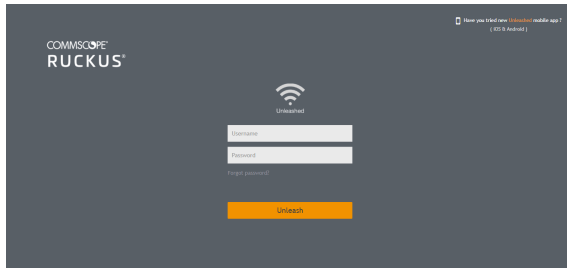 Have you tried new Unleashed mobile app ?
( iOS & Android )
COMMSCOPE®
RUCKUS®
Unleashed
Username
Password
Forgot password?
Unleash